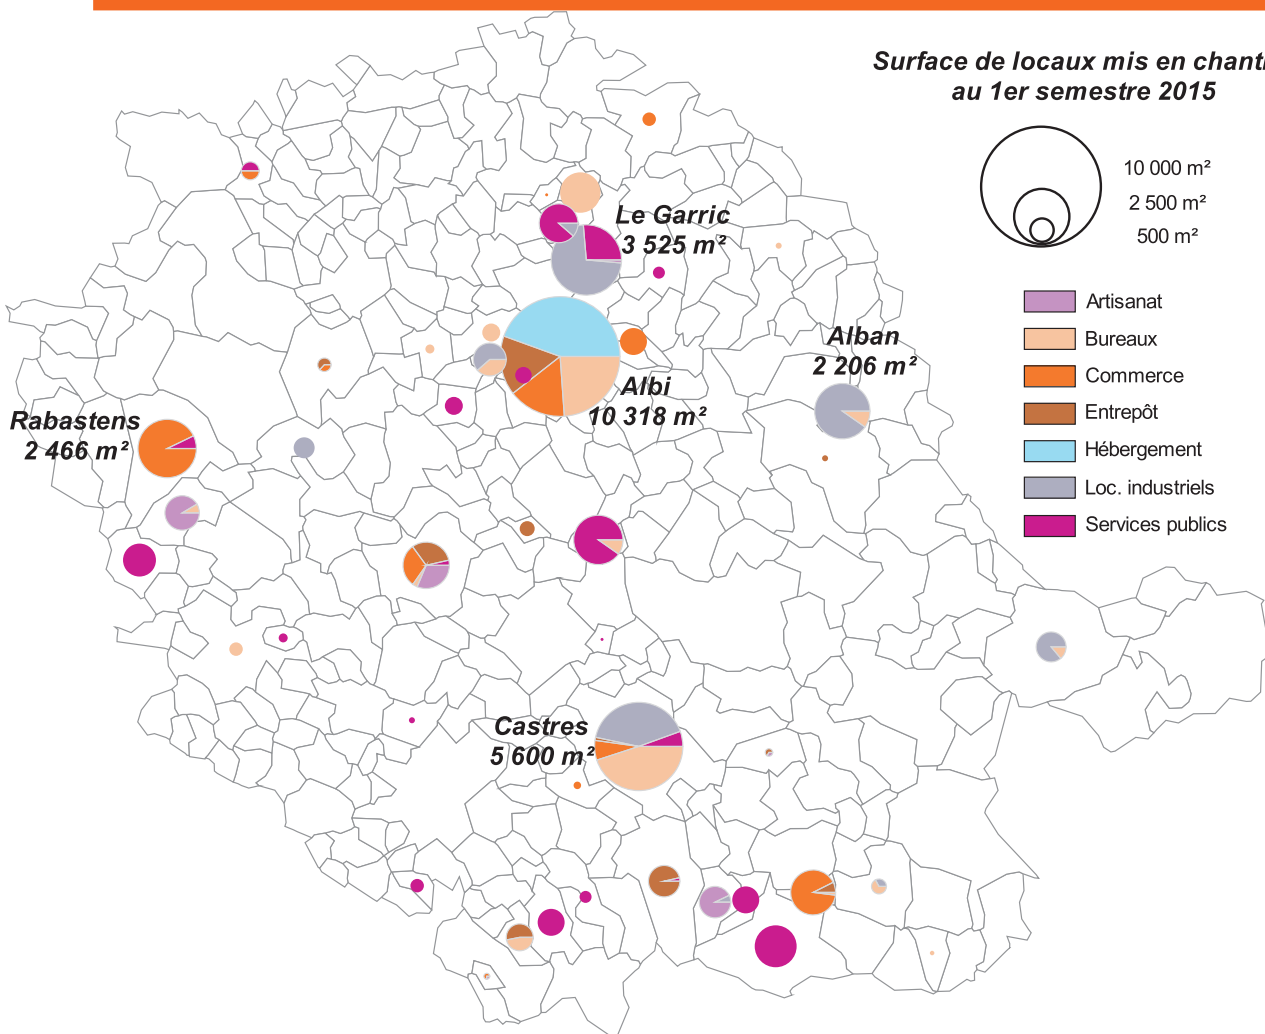 Surface de locaux mis en chanti
au 1er semestre 2015
10 000 m²
2 500 m²
500 m²
Le Garric
3 525 m²
Artisanat
Bureaux
Commerce
Entrepôt
Hébergement
Loc. industriels
Services publics
Alban
2 206 m²
Albi
10 318 m²
Rabastens
2 466 m²
Castres
5 600 m²